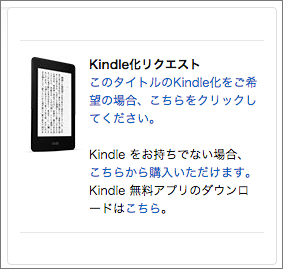 Kindle化リクエスト
このタイトルのKindle化をご希
望の場合、こちらをクリックし
てください。
Kindle をお持ちでない場合、
こちらから購入いただけます。
Kindle 無料アプリのダウンロ
ードはこちら。